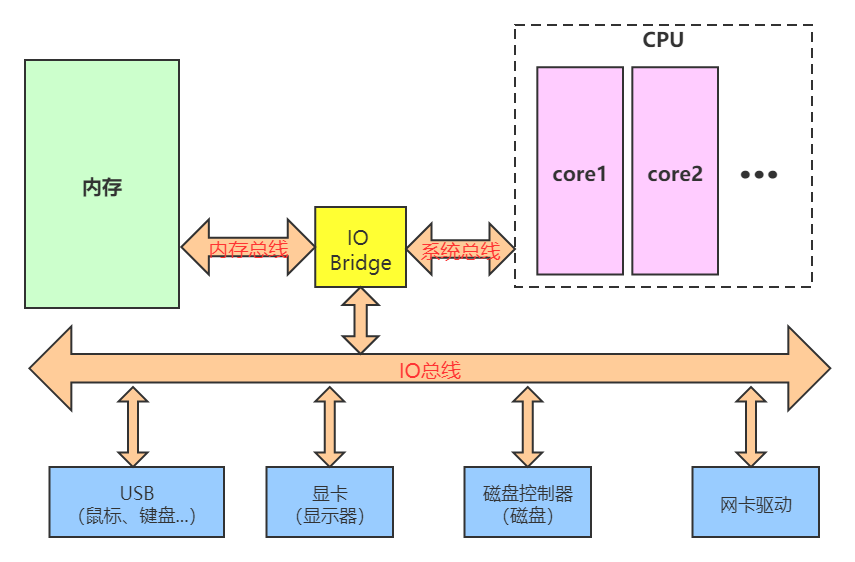 CPU
内存
core1
core2
内存总线
IO
Bridge
系统总线
IO总线
USB
（鼠标、键盘...）
显卡
（显示器）
磁盘控制器
（磁盘）
网卡驱动